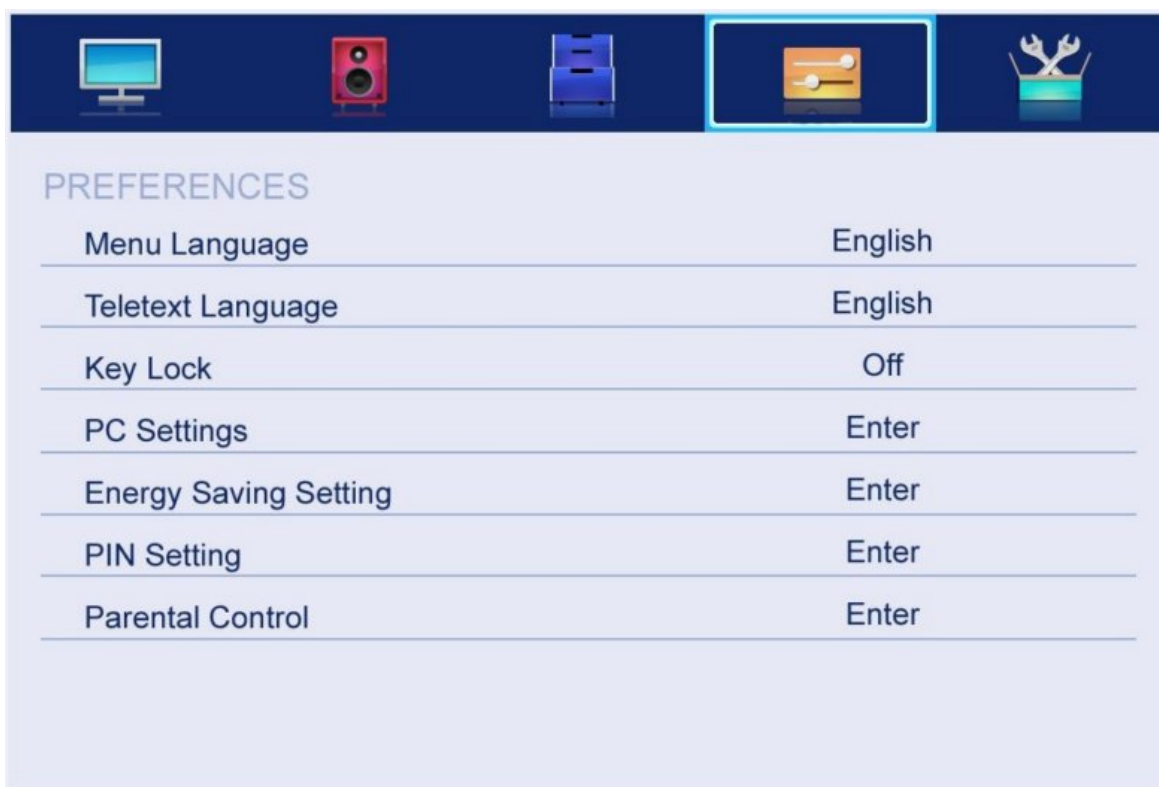 PREFERENCES
Menu Language English
Teletext Language English
Key Lock Off
PC Settings Enter
Energy Saving Setting Enter
PIN Setting Enter
Parental Control Enter